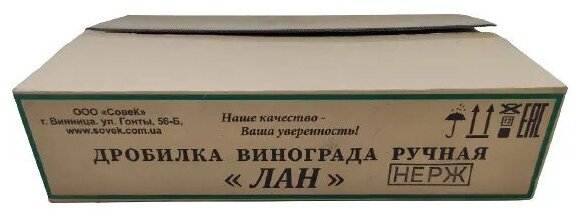 ООО «СовеК»
г. Винница. ул. Гонты, 56-Б,
www.sovek.com.ua
Наше качество -
Ваша уверенность!
ДРОБИЛКА ВИНОГРАДА РУЧНАЯ
« ЛАН » НЕРЖ